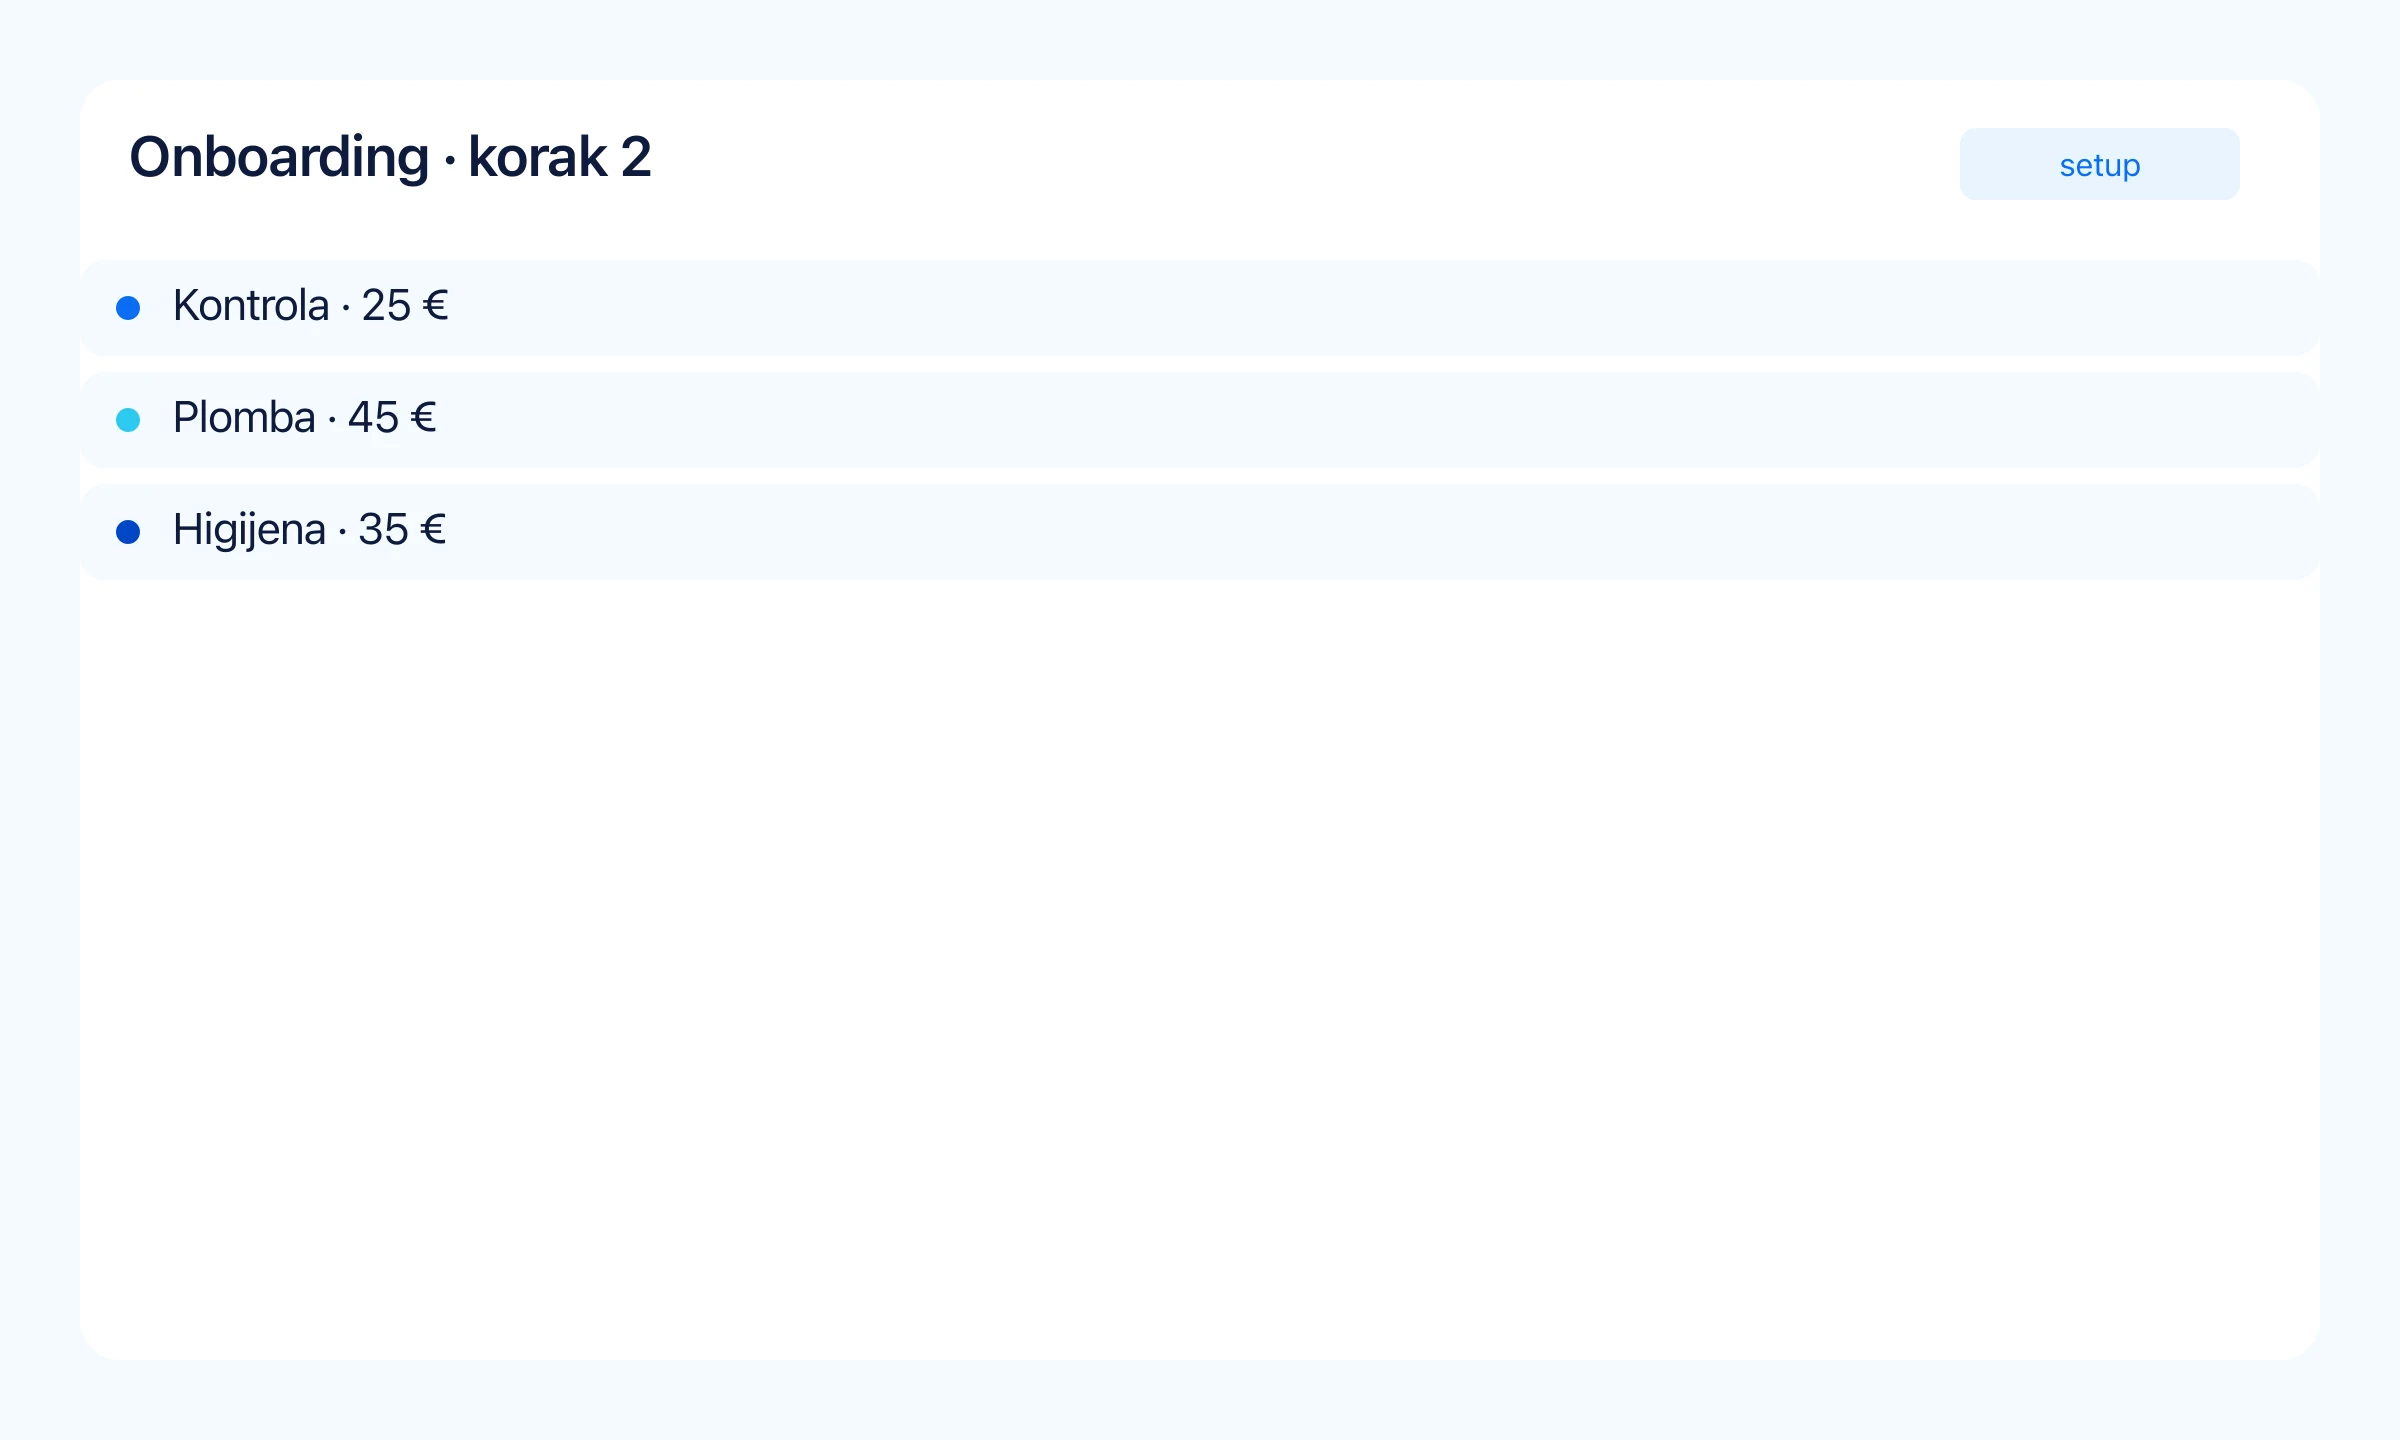 Onboarding · korak 2
setup
Kontrola · 25 €
Plomba · 45 €
Higijena · 35 €